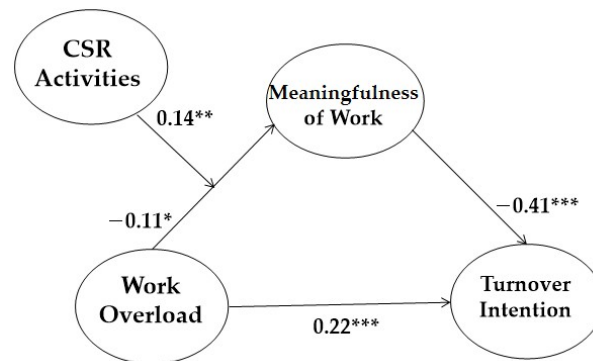 CSR
Activities
Meaningfulness
of Work
0.14**
−0.11*
−0.41***
Work
Overload
Turnover
Intention
0.22***